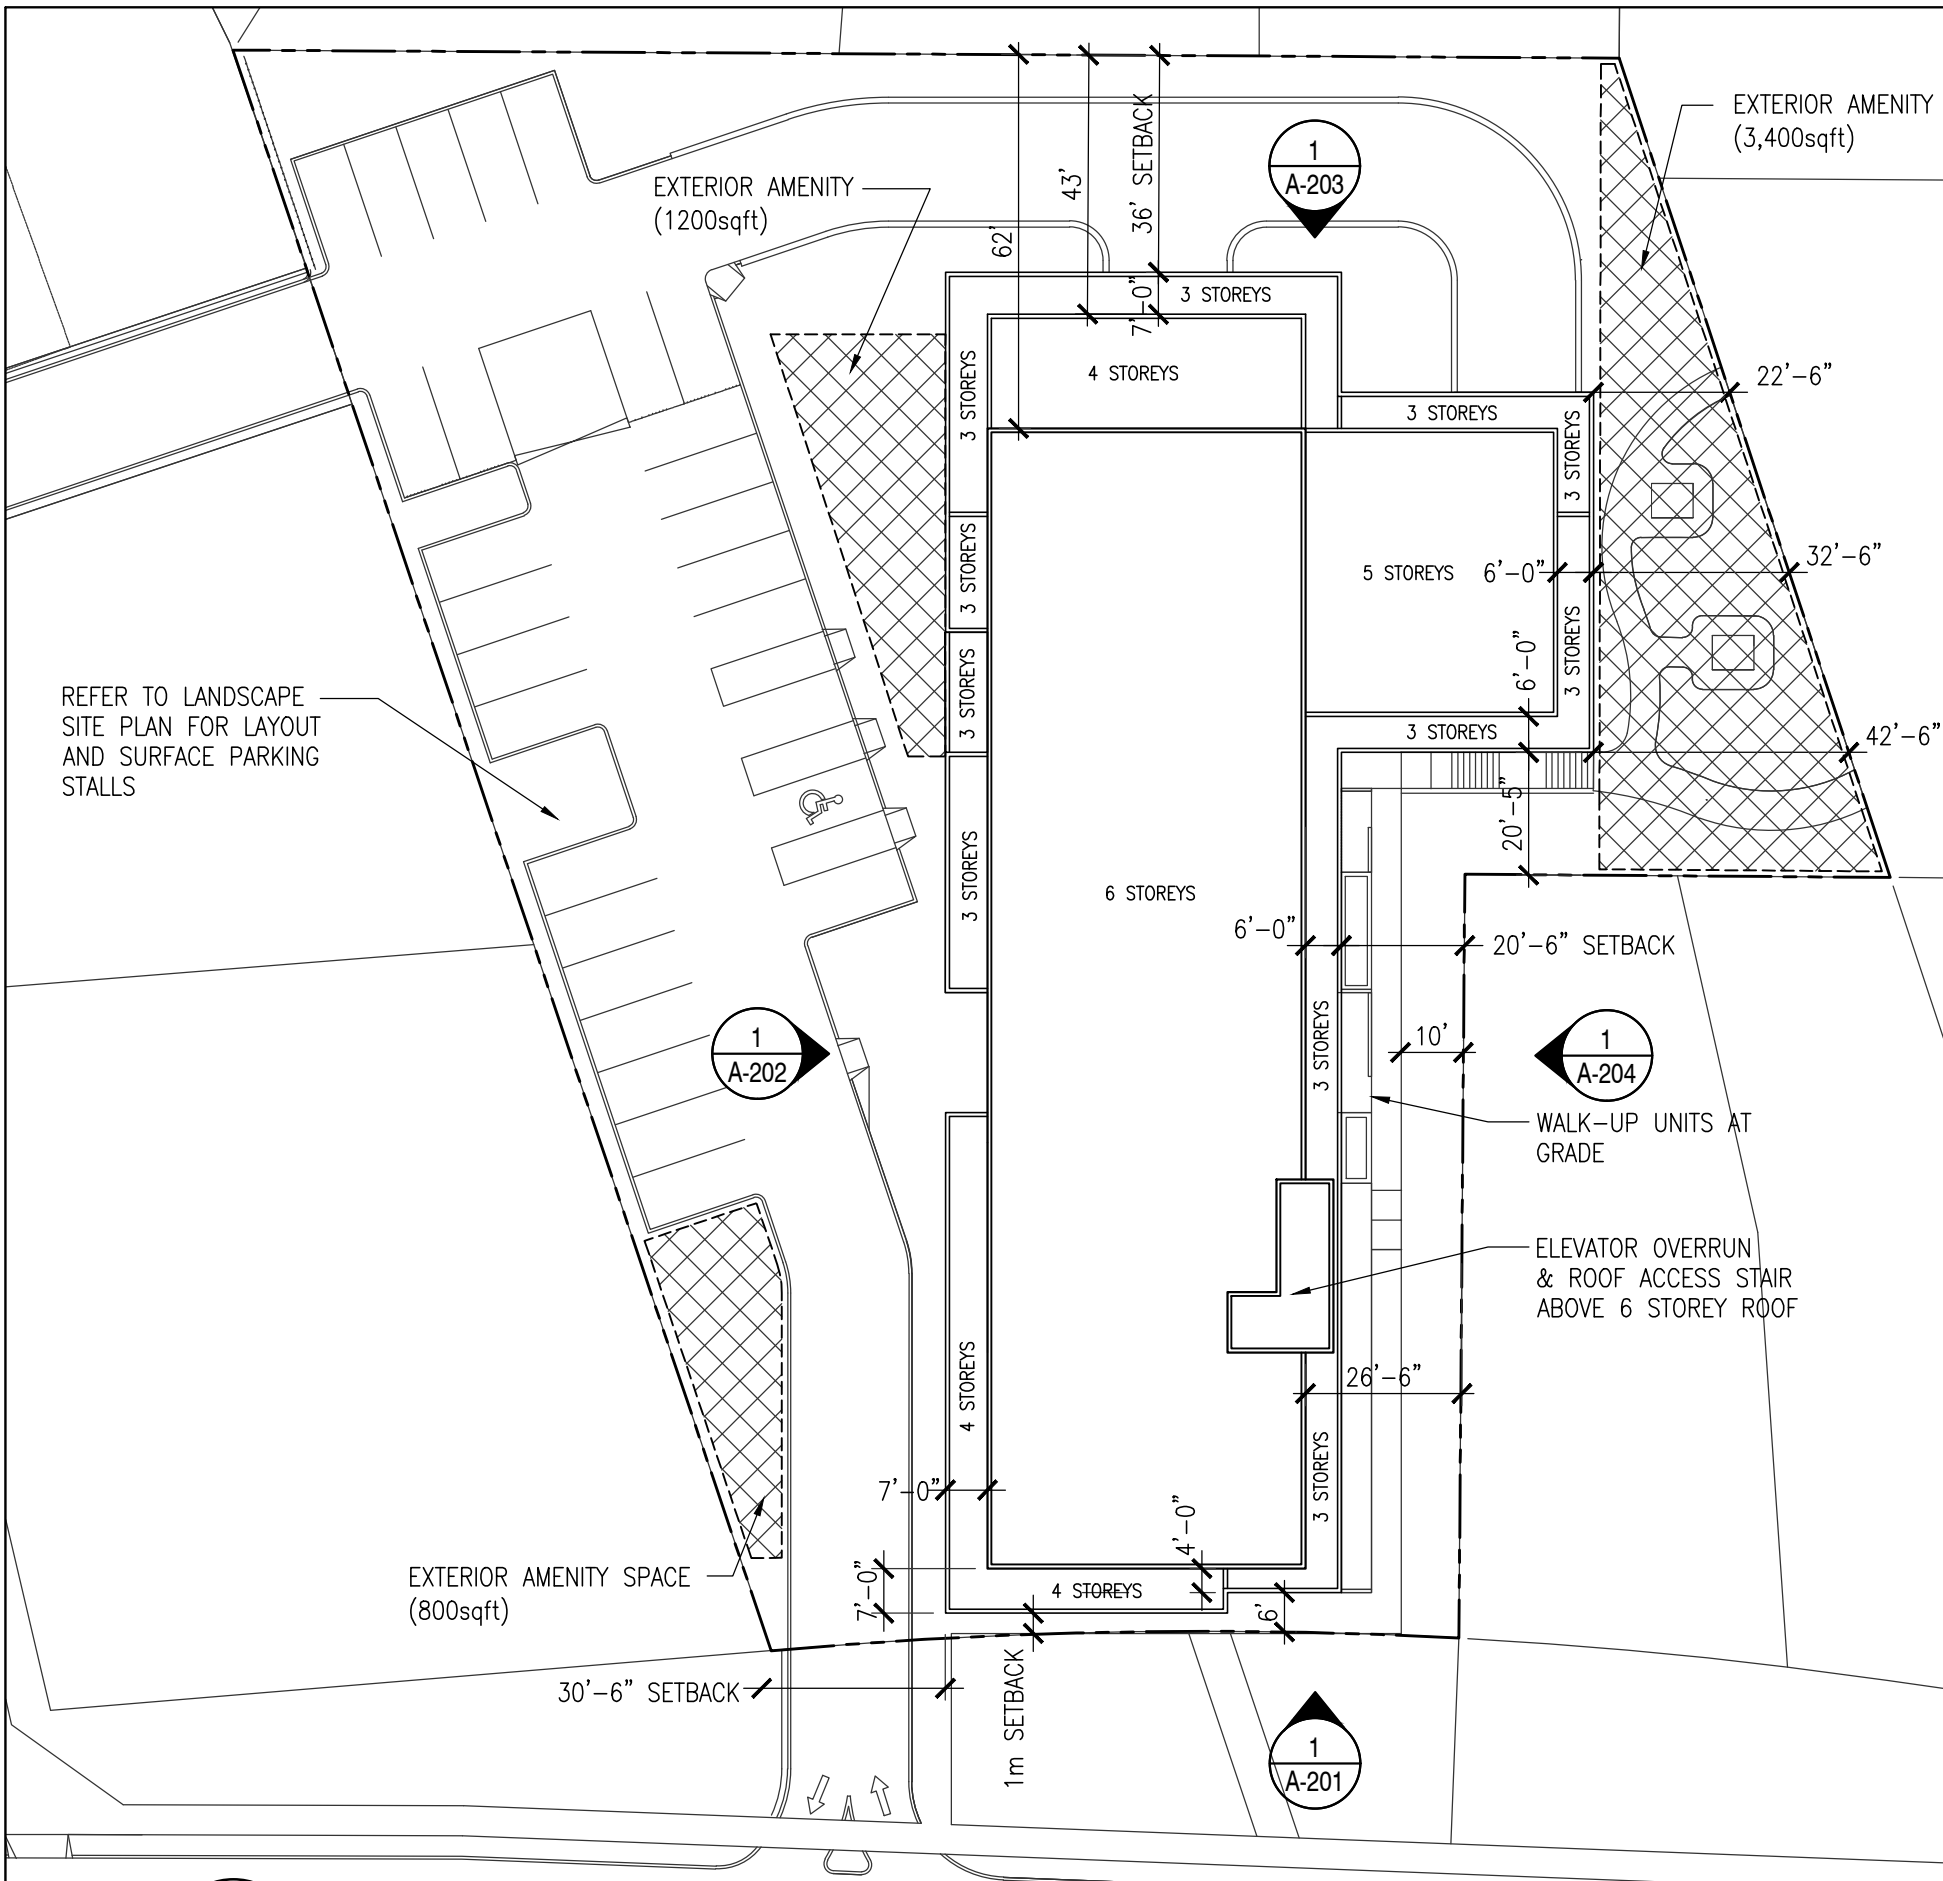 EXTERIOR AMENITY
(3,400sqft)
1
A-203
36' SETBACK
43'
62'
EXTERIOR AMENITY
(1200sqft)
7'-0"
3 STOREYS
4 STOREYS
3 STOREYS
3 STOREYS
3 STOREYS
22'-6"
3 STOREYS
5 STOREYS
6'-0"
32'-6"
3 STOREYS
6'-0"
3 STOREYS
3 STOREYS
42'-6"
REFER TO LANDSCAPE
SITE PLAN FOR LAYOUT
AND SURFACE PARKING
STALLS
20'-5"
3 STOREYS
6 STOREYS
6'-0"
20'-6" SETBACK
3 STOREYS
10'
1
A-202
1
A-204
WALK-UP UNITS AT
GRADE
ELEVATOR OVERRUN
& ROOF ACCESS STAIR
ABOVE 6 STOREY ROOF
26'-6"
4 STOREYS
3 STOREYS
7'-0"
4'-0"
EXTERIOR AMENITY SPACE
(800sqft)
7'-0"
4 STOREYS
6'
30'-6" SETBACK
1m SETBACK
1
A-201